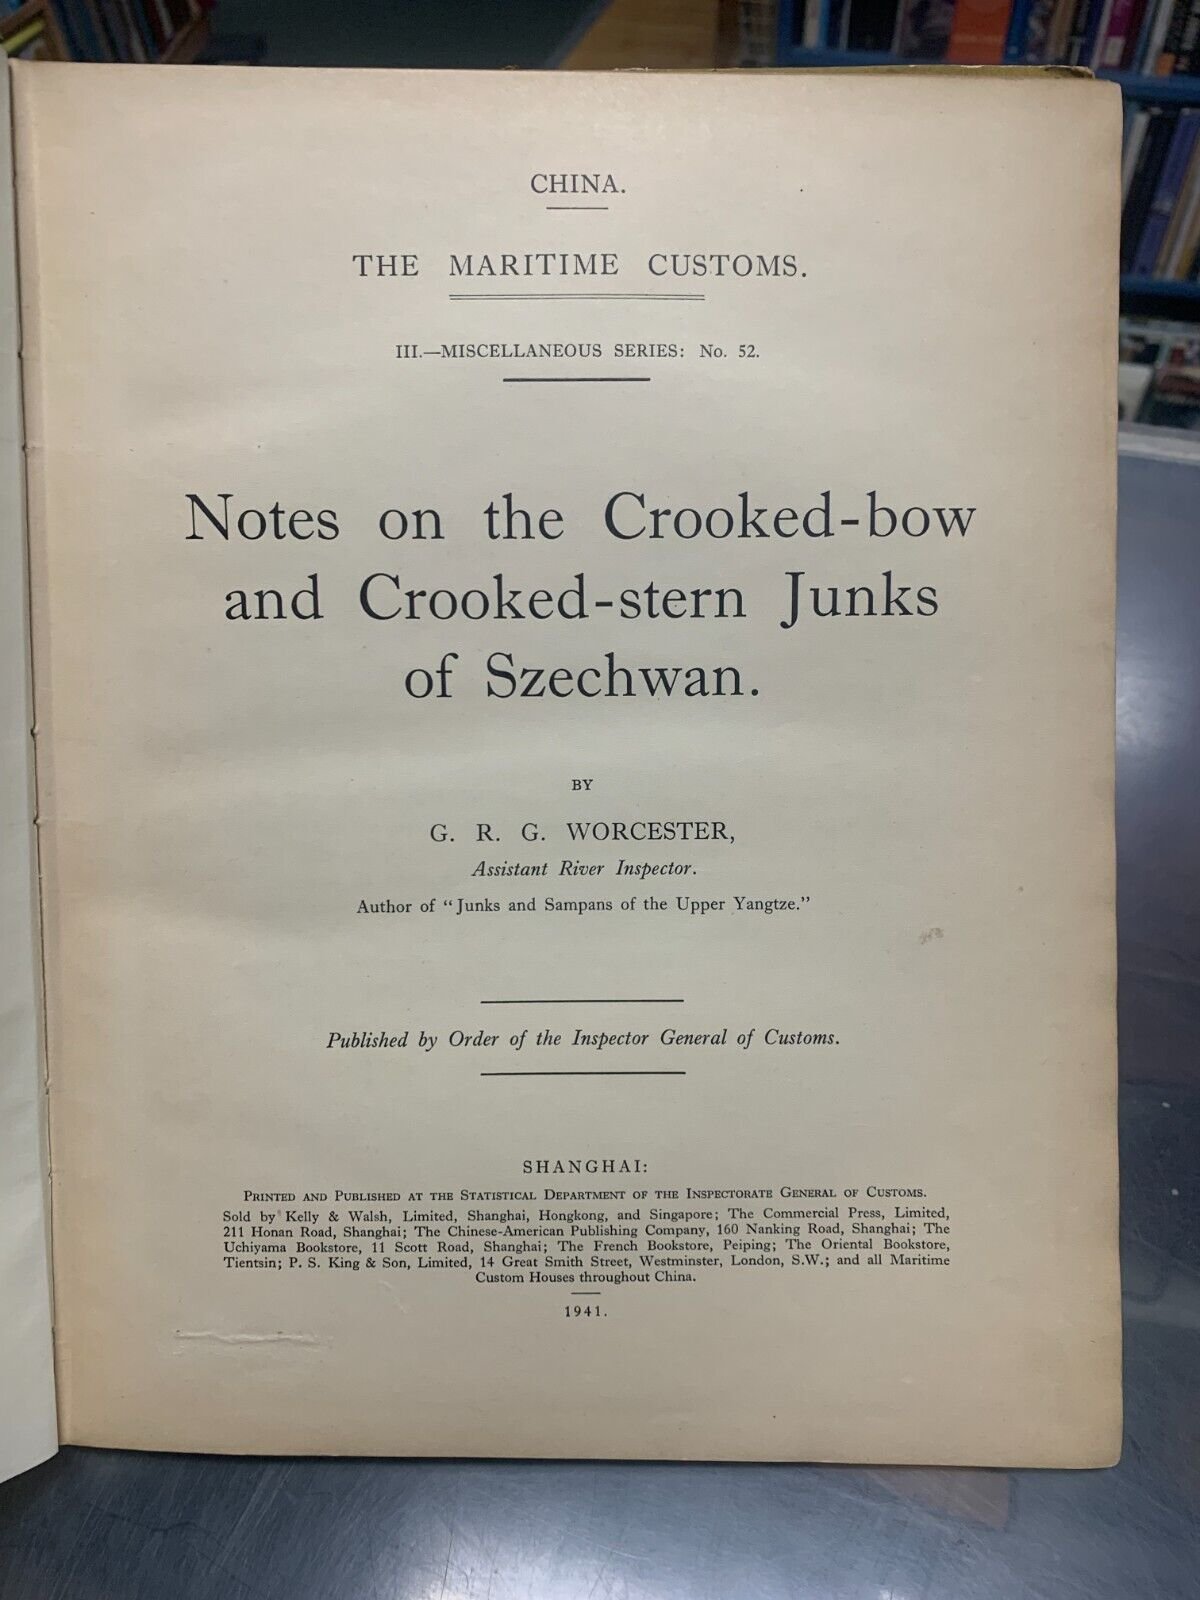 CHINA.
THE MARITIME CUSTOMS.
III.—MISCELLANEOUS SERIES: No. 52.
Notes on the Crooked-bow
and Crooked-stern Junks
of Szechwan.
BY
G. R. G. WORCESTER,
Assistant River Inspector.
Author of "Junks and Sampans of the Upper Yangtze."
Published by Order of the Inspector General of Customs.
SHANGHAI:
PRINTED AND PUBLISHED AT THE STATISTICAL DEPARTMENT OF THE INSPECTORATE GENERAL OF CUSTOMS.
Sold by Kelly & Walsh, Limited, Shanghai, Hongkong, and Singapore; The Commercial Press, Limited,
211 Honan Road, Shanghai; The Chinese-American Publishing Company, 160 Nanking Road, Shanghai; The
Uchiyama Bookstore, 11 Scott Road, Shanghai; The French Bookstore, Peiping; The Oriental Bookstore,
Tientsin; P. S. King & Son, Limited, 14 Great Smith Street, Westminster, London, S.W.; and all Maritime
Custom Houses throughout China.
1941.